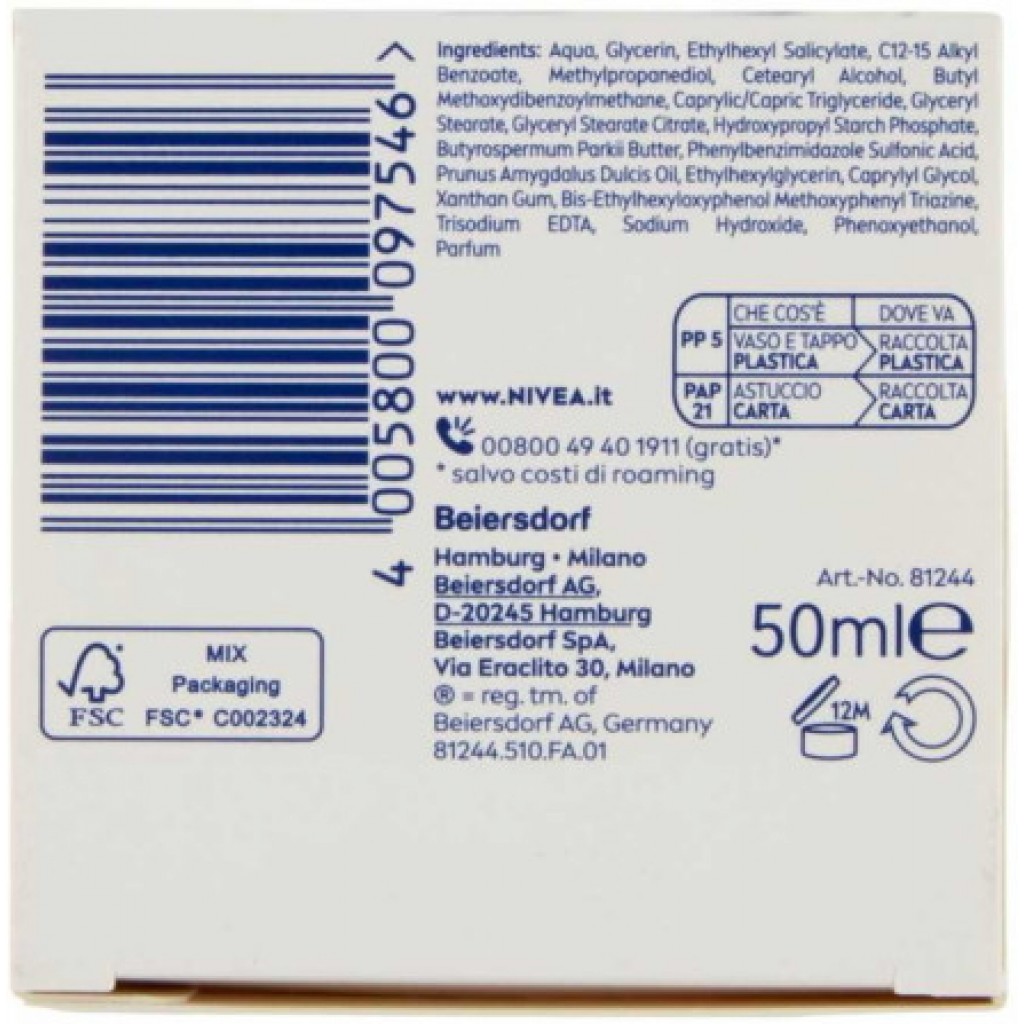 4 005800 097546 >
Ingredients: Aqua, Glycerin, Ethylhexyl Salicylate, C12-15 Alkyl
Benzoate, Methylpropanediol, Cetearyl Alcohol, Butyl
Methoxydibenzoylmethane, Caprylic/Capric Triglyceride, Glyceryl
Stearate, Glyceryl Stearate Citrate, Hydroxypropyl Starch Phosphate,
Butyrospermum Parkii Butter, Phenylbenzimidazole Sulfonic Acid,
Prunus Amygdalus Dulcis Oil, Ethylhexylglycerin, Caprylyl Glycol,
Xanthan Gum, Bis-Ethylhexyloxyphenol Methoxyphenyl Triazine,
Trisodium EDTA, Sodium Hydroxide, Phenoxyethanol,
Parfum
CHE COS'È DOVE VA
PP 5 VASO E TAPPO RACCOLTA
PLASTICA PLASTICA
PAP ASTUCCIO RACCOLTA
21 CARTA CARTA
www.NIVEA.it
00800 49 40 1911 (gratis)*
* salvo costi di roaming
Beiersdorf
Hamburg • Milano
Beiersdorf AG,
D-20245 Hamburg
Beiersdorf SpA,
Via Eraclito 30, Milano
® = reg. tm. of
Beiersdorf AG, Germany
81244.510.FA.01
Art.-No. 81244
50ml e
12M
MIX
Packaging
FSC FSC® C002324